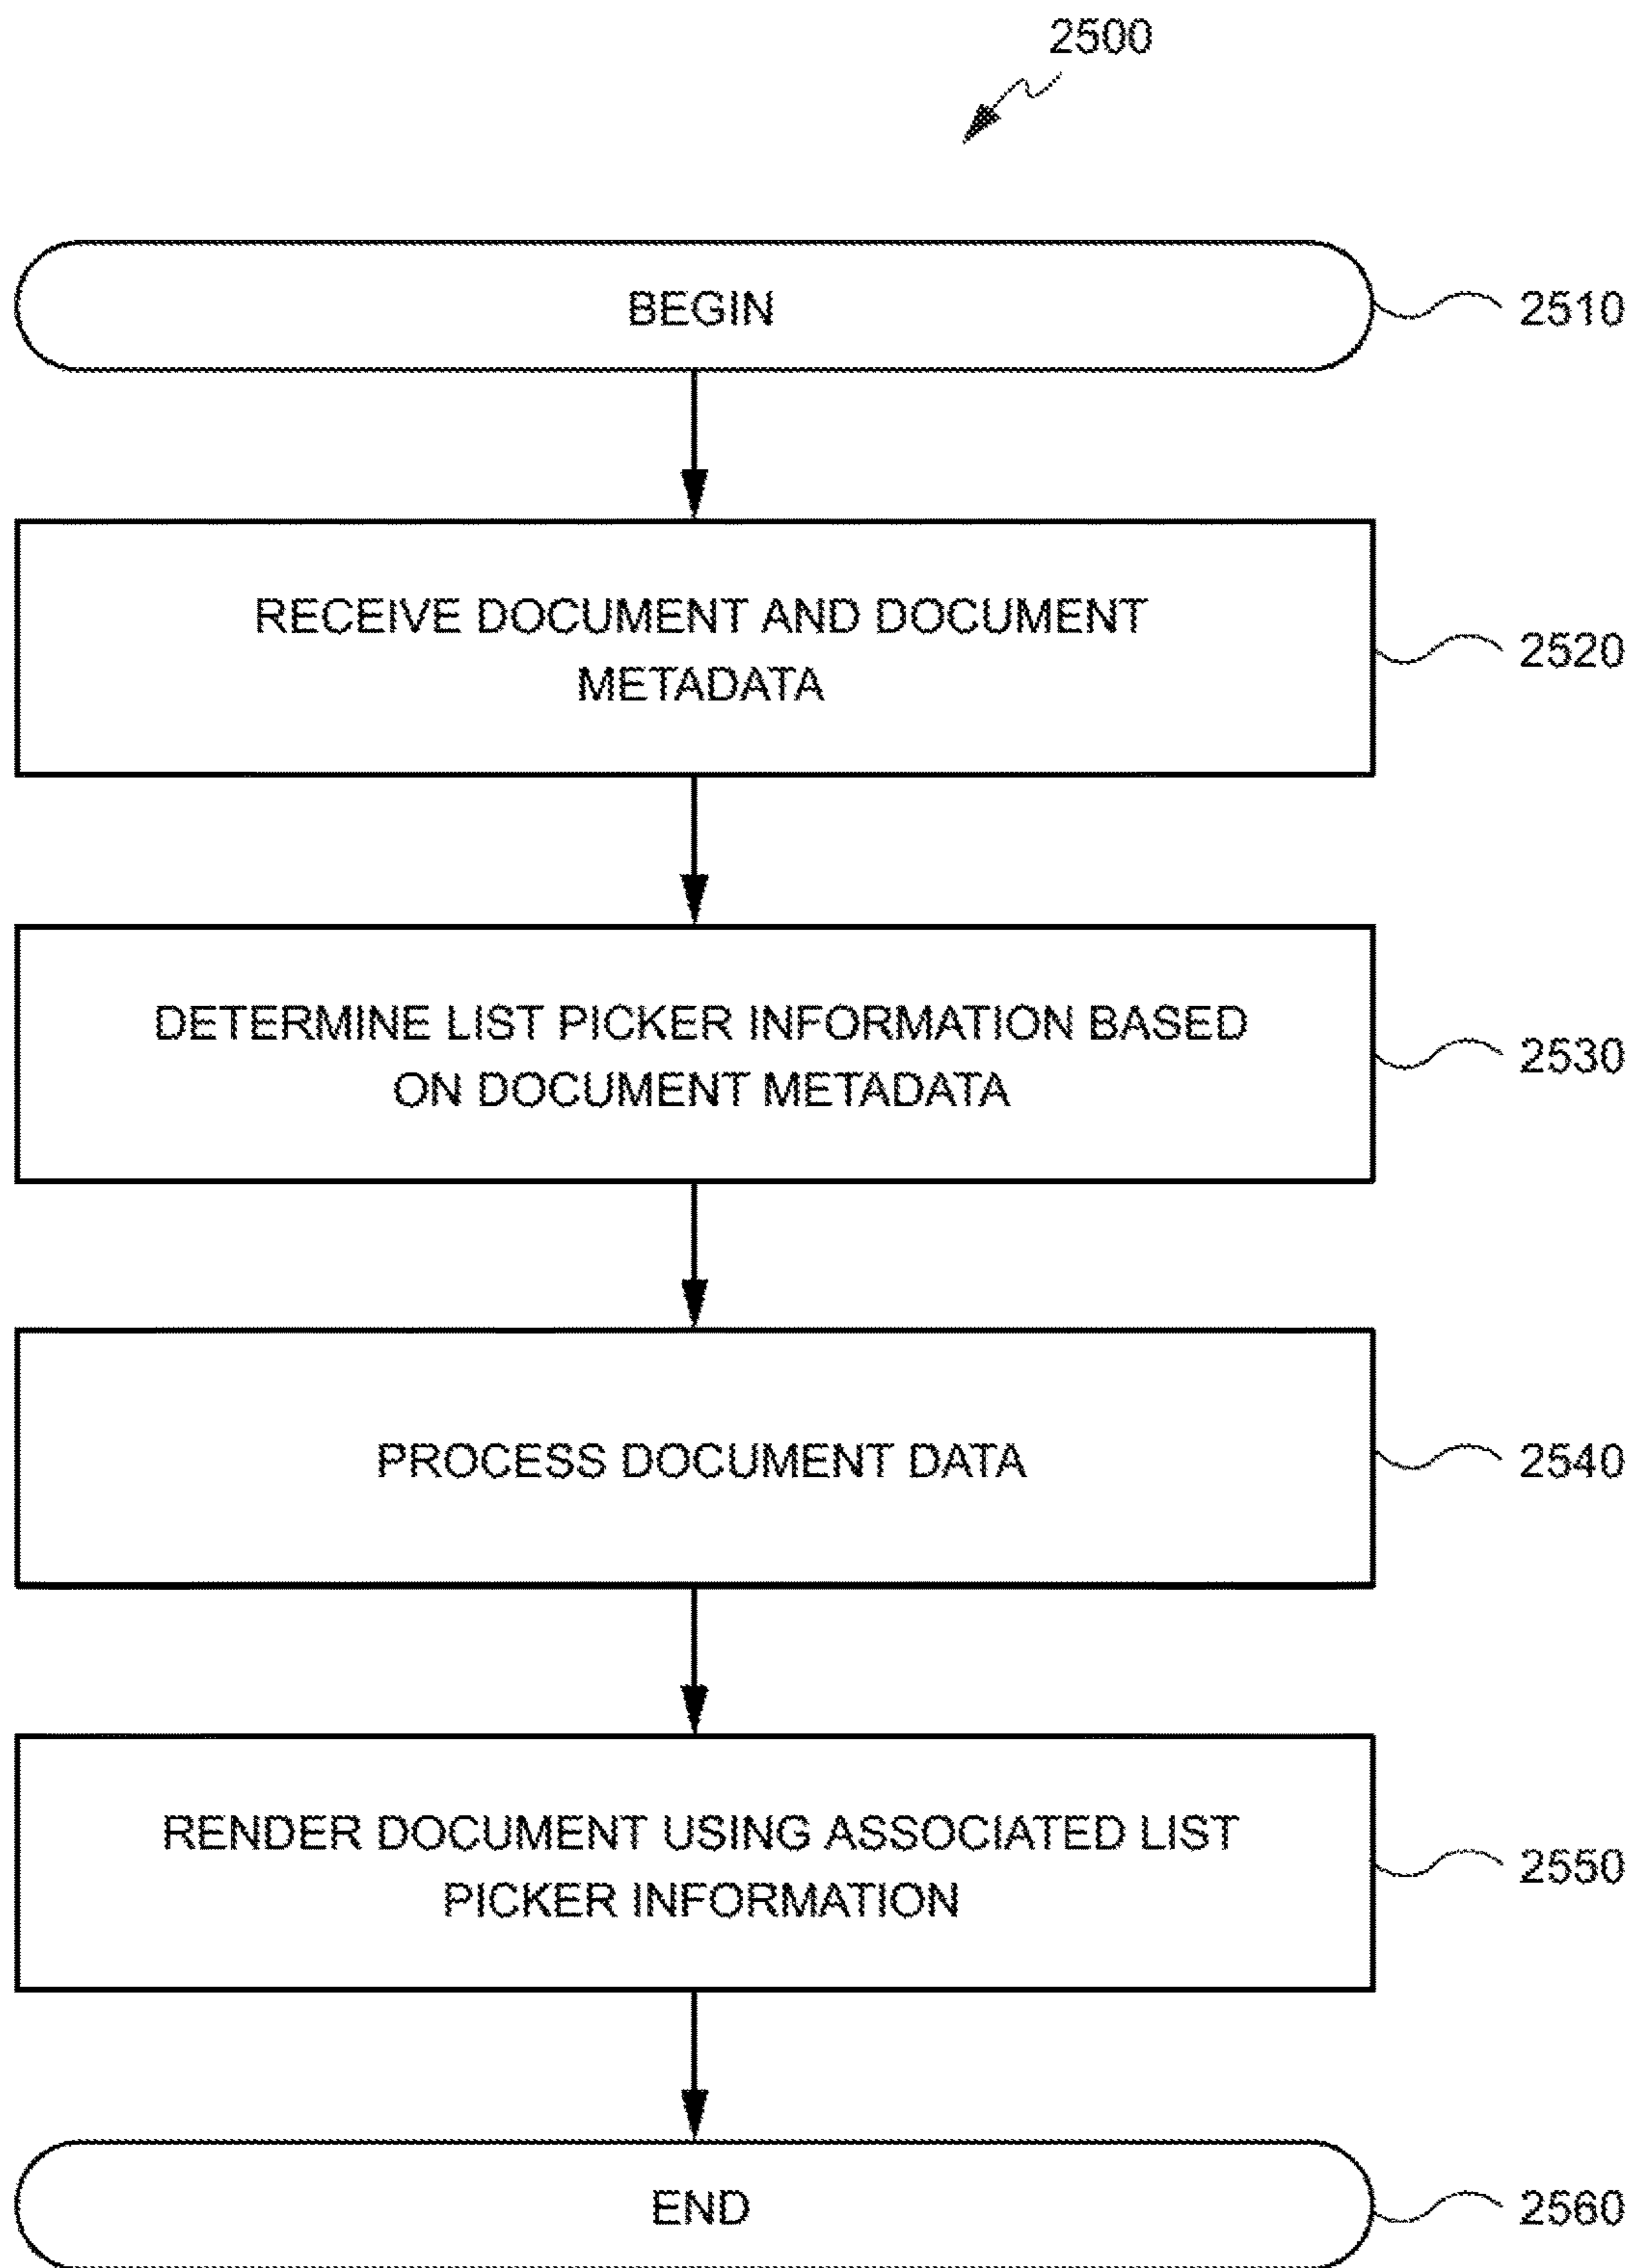 2500
BEGIN
2510
RECEIVE DOCUMENT AND DOCUMENT
METADATA
2520
DETERMINE LIST PICKER INFORMATION BASED
ON DOCUMENT METADATA
2530
PROCESS DOCUMENT DATA
2540
RENDER DOCUMENT USING ASSOCIATED LIST
PICKER INFORMATION
2550
END
2560